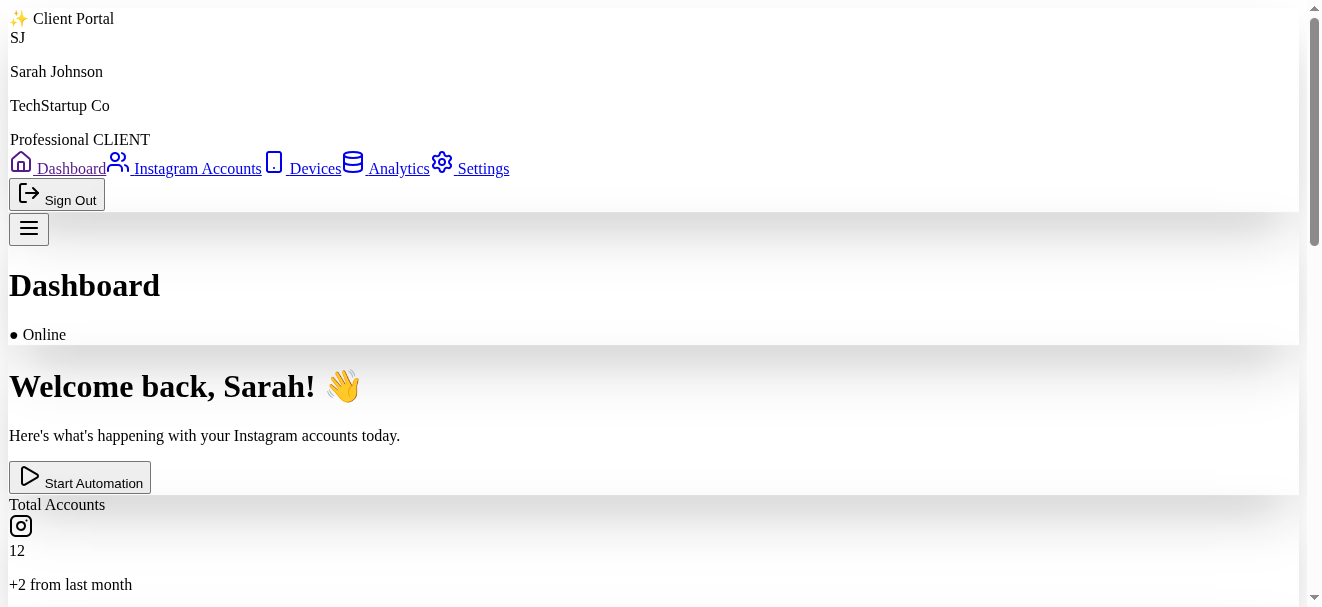 ✨ Client Portal
SJ
Sarah Johnson
TechStartup Co
Professional CLIENT
Dashboard Instagram Accounts Devices Analytics Settings
Sign Out
Dashboard
● Online
Welcome back, Sarah! 👋
Here's what's happening with your Instagram accounts today.
Start Automation
Total Accounts
12
+2 from last month